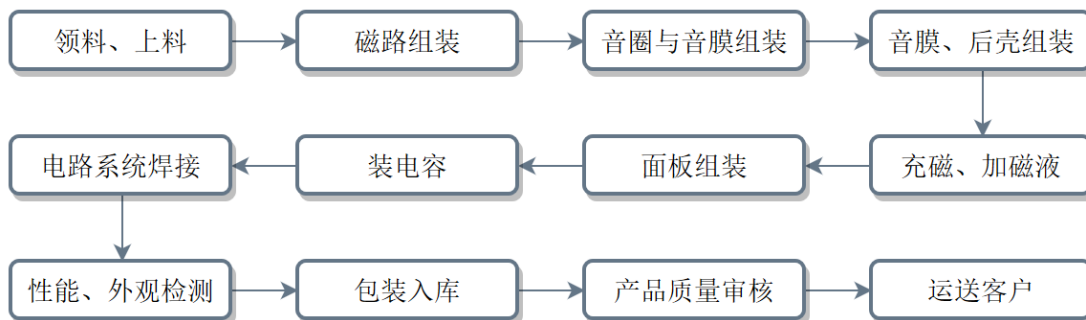 领料、上料
磁路组装
音圈与音膜组装
音膜、后壳组装
充磁、加磁液
面板组装
装电容
电路系统焊接
性能、外观检测
包装入库
产品质量审核
运送客户